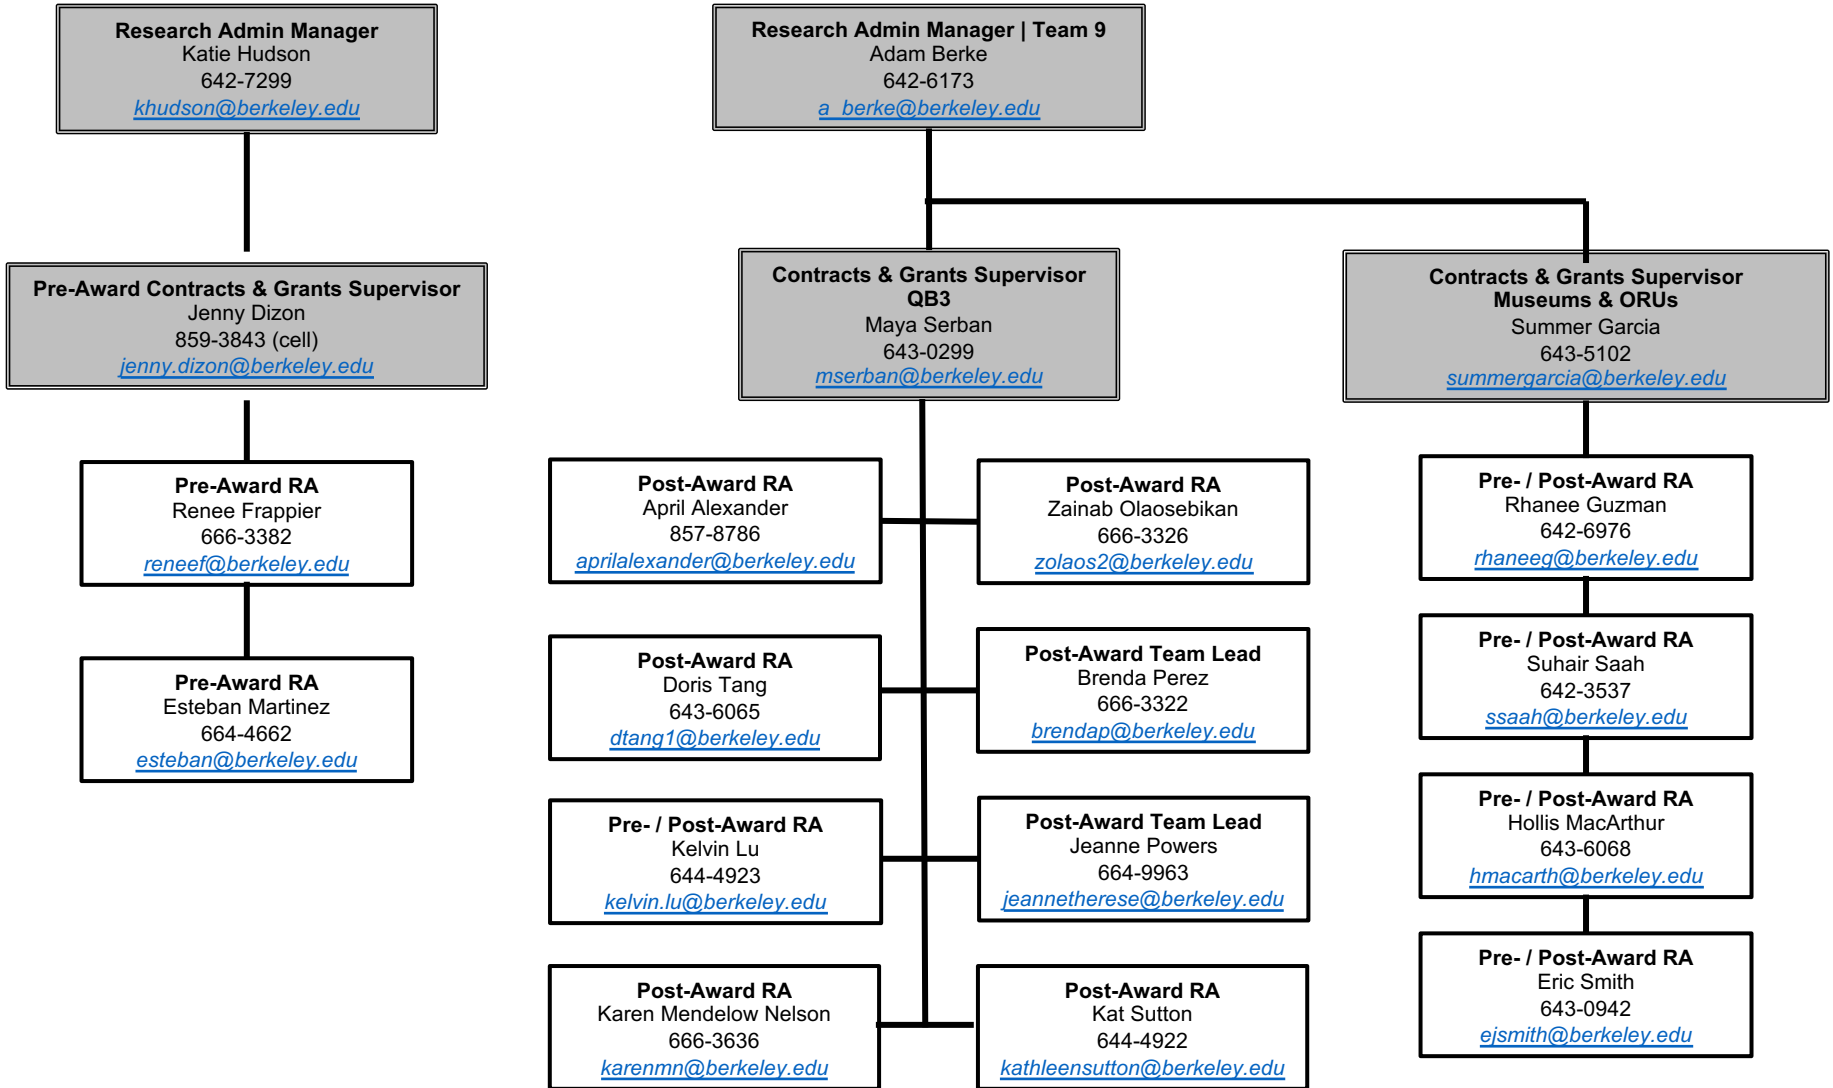 Research Admin Manager
Katie Hudson
642-7299
khudson@berkeley.edu
Research Admin Manager | Team 9
Adam Berke
642-6173
a_berke@berkeley.edu
Pre-Award Contracts & Grants Supervisor
Jenny Dizon
859-3843 (cell)
jenny.dizon@berkeley.edu
Contracts & Grants Supervisor
QB3
Maya Serban
643-0299
mserban@berkeley.edu
Contracts & Grants Supervisor
Museums & ORUs
Summer Garcia
643-5102
summergarcia@berkeley.edu
Pre-Award RA
Renee Frappier
666-3382
reneef@berkeley.edu
Pre-Award RA
Esteban Martinez
664-4662
esteban@berkeley.edu
Post-Award RA
April Alexander
857-8786
aprilalexander@berkeley.edu
Post-Award RA
Zainab Olaosebikan
666-3326
zolaos2@berkeley.edu
Post-Award RA
Doris Tang
643-6065
dtang1@berkeley.edu
Post-Award Team Lead
Brenda Perez
666-3322
brendap@berkeley.edu
Pre- / Post-Award RA
Kelvin Lu
644-4923
kelvin.lu@berkeley.edu
Post-Award Team Lead
Jeanne Powers
664-9963
jeannetherese@berkeley.edu
Post-Award RA
Karen Mendelow Nelson
666-3636
karenmn@berkeley.edu
Post-Award RA
Kat Sutton
644-4922
kathleensutton@berkeley.edu
Pre- / Post-Award RA
Rhanee Guzman
642-6976
rhaneeg@berkeley.edu
Pre- / Post-Award RA
Suhair Saah
642-3537
ssaah@berkeley.edu
Pre- / Post-Award RA
Hollis MacArthur
643-6068
hmacarth@berkeley.edu
Pre- / Post-Award RA
Eric Smith
643-0942
ejsmith@berkeley.edu